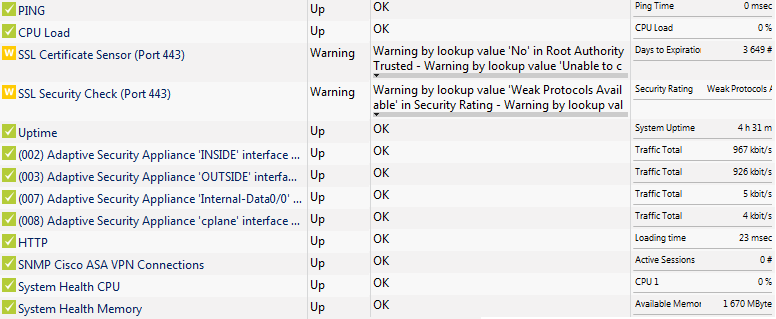 PING Up OK Ping Time 0 msec
CPU Load Up OK CPU Load 0 %
W SSL Certificate Sensor (Port 443) Warning Warning by lookup value 'No' in Root Authority Days to Expiration 3 649 #
Trusted - Warning by lookup value 'Unable to c
W SSL Security Check (Port 443) Warning Warning by lookup value 'Weak Protocols Avail Security Rating Weak Protocols A
able' in Security Rating - Warning by lookup val
Uptime Up OK System Uptime 4 h 31 m
(002) Adaptive Security Appliance 'INSIDE' interface ... Up OK Traffic Total 967 kbit/s
(003) Adaptive Security Appliance 'OUTSIDE' interfa... Up OK Traffic Total 926 kbit/s
(007) Adaptive Security Appliance 'Internal-Data0/0' ... Up OK Traffic Total 5 kbit/s
(008) Adaptive Security Appliance 'cplane' interface ... Up OK Traffic Total 4 kbit/s
HTTP Up OK Loading time 23 msec
SNMP Cisco ASA VPN Connections Up OK Active Sessions 0 #
System Health CPU Up OK CPU 1 0 %
System Health Memory Up OK Available Memor 1 670 MByte